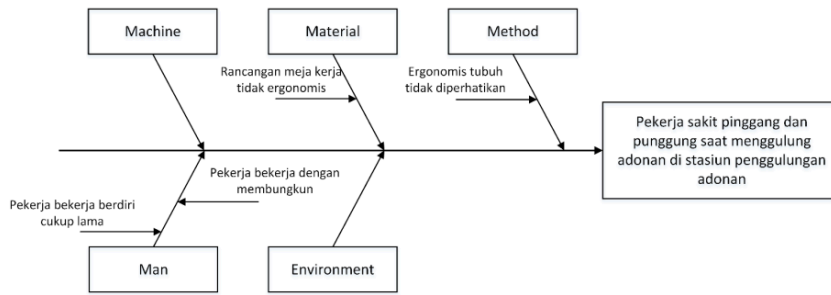 Machine
Material
Method
Rancangan meja kerja
tidak ergonomis
Ergonomis tubuh
tidak diperhatikan
Pekerja sakit pinggang dan
punggung saat menggulung
adonan di stasiun penggulungan
adonan
Pekerja bekerja dengan
membungkun
Pekerja bekerja berdiri
cukup lama
Man
Environment